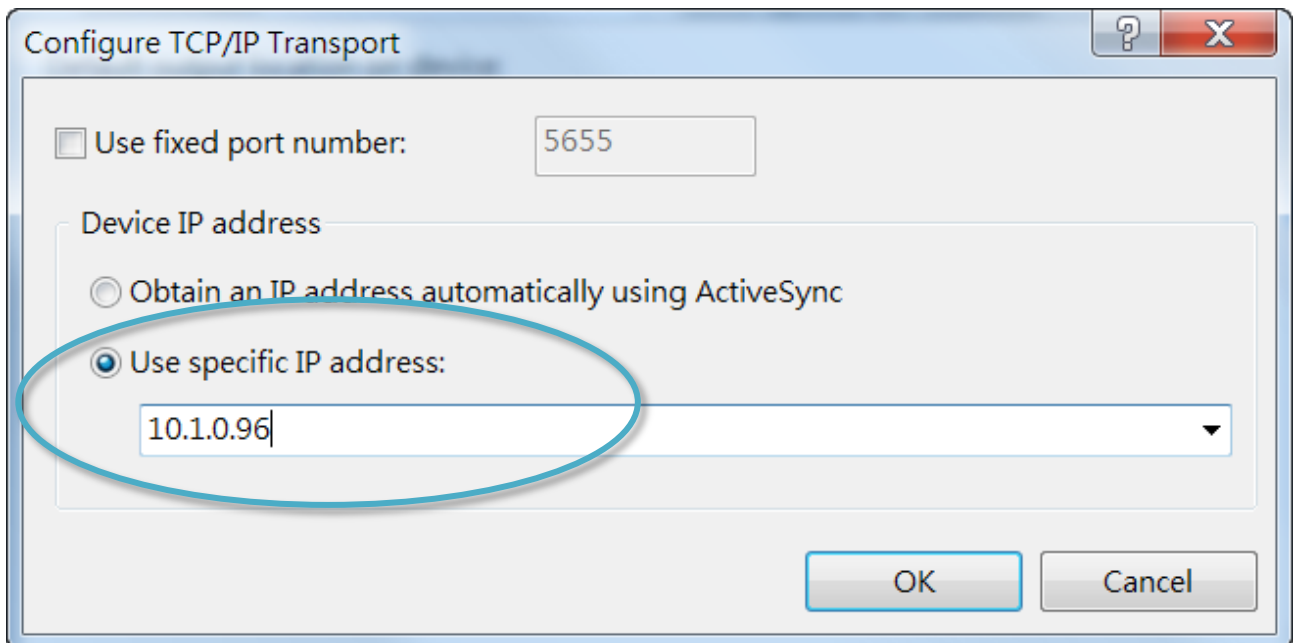 Configure TCP/IP Transport
Use fixed port number: 5655
Device IP address
Obtain an IP address automatically using ActiveSync
Use specific IP address:
10.1.0.96
OK Cancel